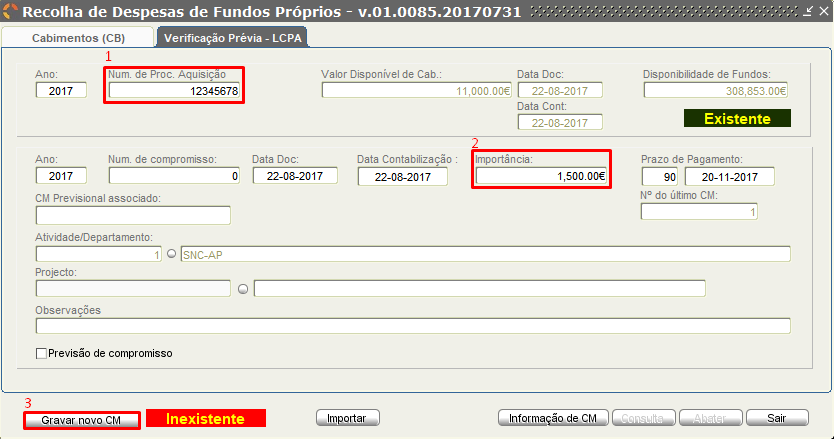 Recolha de Despesas de Fundos Próprios - v.01.0085.20170731
Cabimentos (CB) Verificação Prévia - LCPA
1
Ano: Num. de Proc. Aquisição Valor Disponível de Cab.: Data Doc: Disponibilidade de Fundos:
2017 12345678 11,000.00€ 22-08-2017 308,853.00€
Data Cont:
22-08-2017 Existente
2
Ano: Num. de compromisso: Data Doc: Data Contabilização : Importância: Prazo de Pagamento:
2017 0 22-08-2017 22-08-2017 1,500.00€ 90 20-11-2017
CM Previsional associado: Nº do último CM:
1
Atividade/Departamento:
1 SNC-AP
Projecto:
Observações
Previsão de compromisso
3
Gravar novo CM Inexistente Importar Informação de CM Consulta Abater Sair